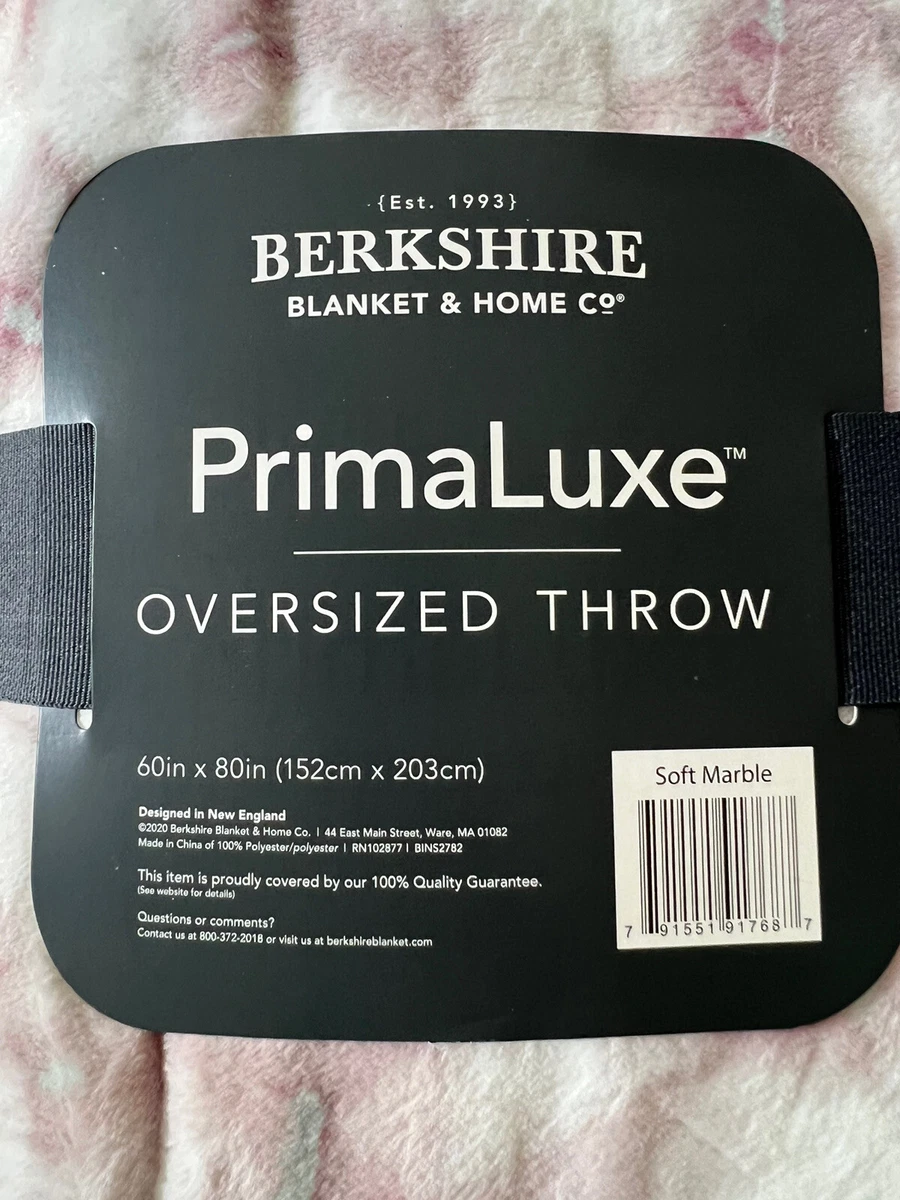 {Est. 1993}
BERKSHIRE
BLANKET & HOME Cº®
PrimaLuxe™
OVERSIZED THROW
60in x 80in (152cm x 203cm)
Designed In New England
©2020 Berkshire Blanket & Home Co. | 44 East Main Street, Ware, MA 01082
Made in China of 100% Polyester/polyester | RN102877 | BINS2782
This item is proudly covered by our 100% Quality Guarantee.
(See website for details)
Questions or comments?
Contact us at 800-372-2018 or visit us at berkshireblanket.com
Soft Marble
7 91551 91768 7